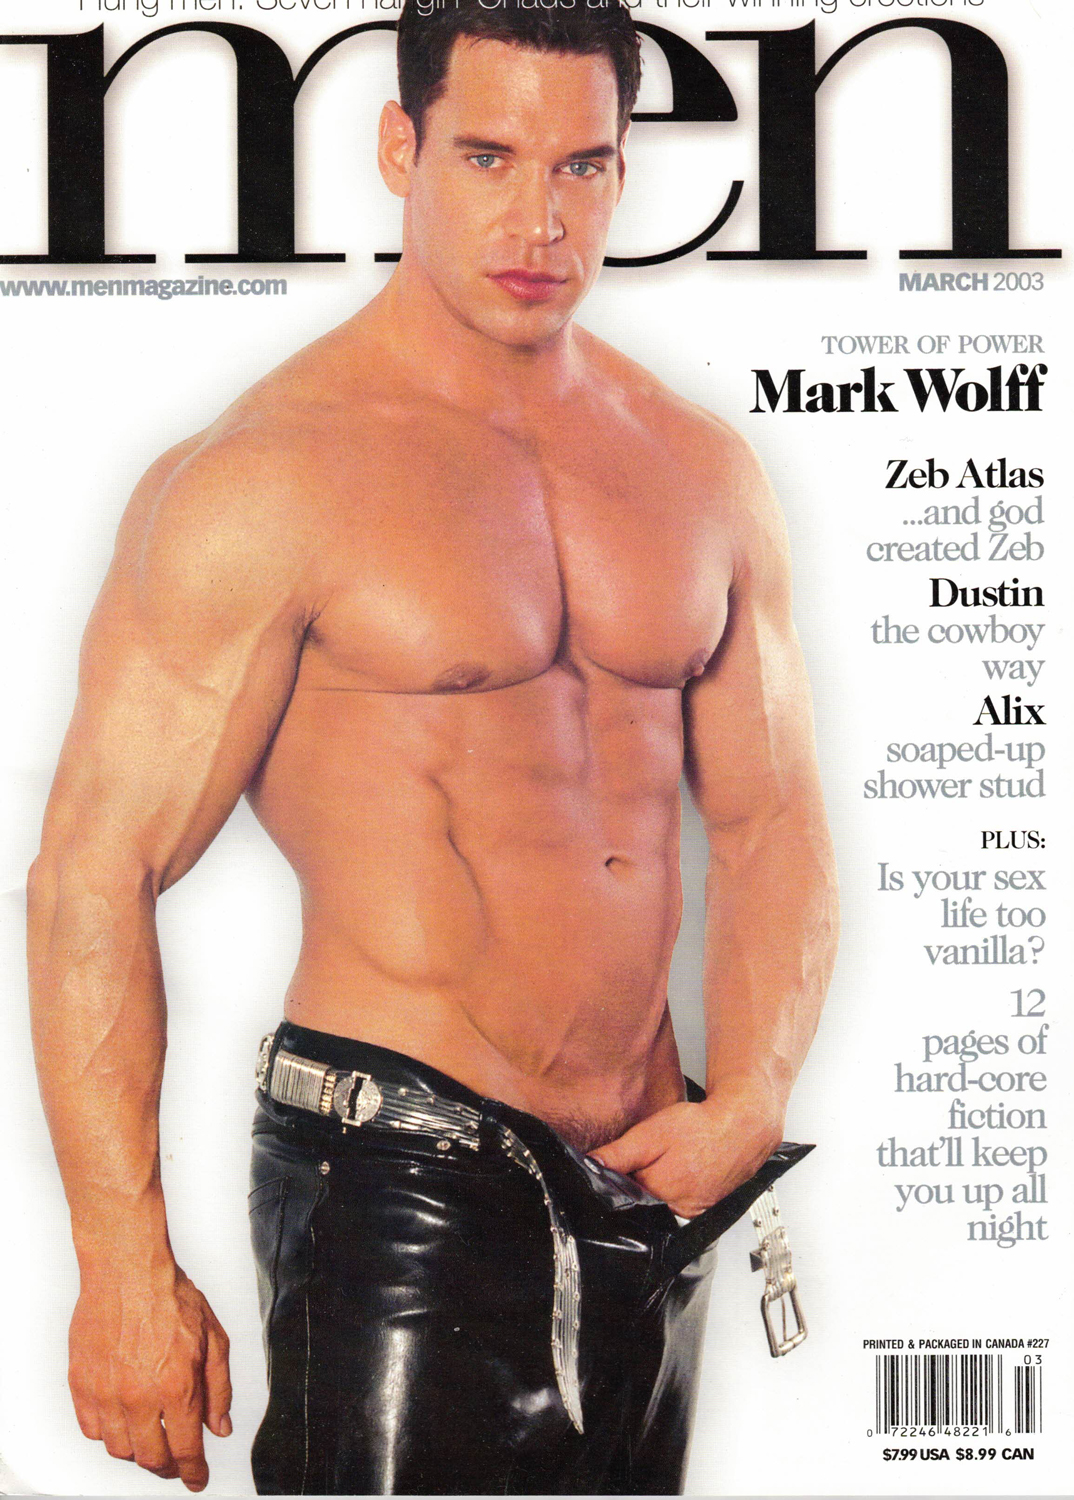 men
www.menmagazine.com
MARCH 2003
TOWER OF POWER
Mark Wolff
Zeb Atlas
...and god
created Zeb
Dustin
the cowboy
way
Alix
soaped-up
shower stud
PLUS:
Is your sex
life too
vanilla?
12
pages of
hard-core
fiction
that'll keep
you up all
night
PRINTED & PACKAGED IN CANADA #227
03
0 72246 48221 6
$7.99 USA $8.99 CAN